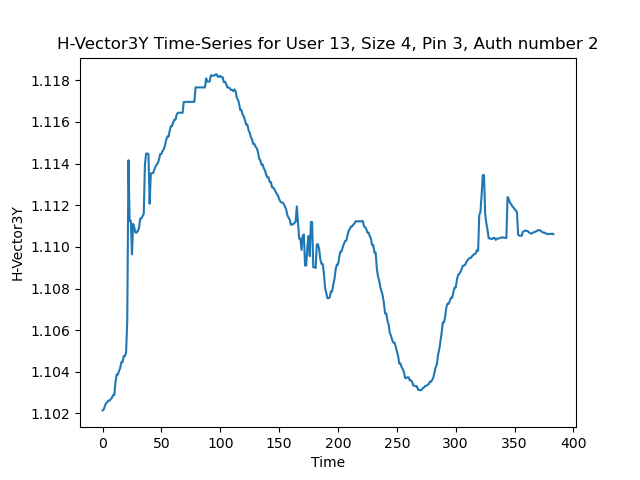 H-Vector3Y Time-Series for User 13, Size 4, Pin 3, Auth number 2
1.118
1.116
1.114
1.112
1.110
1.108
1.106
1.104
1.102
H-Vector3Y
0 50 100 150 200 250 300 350 400
Time